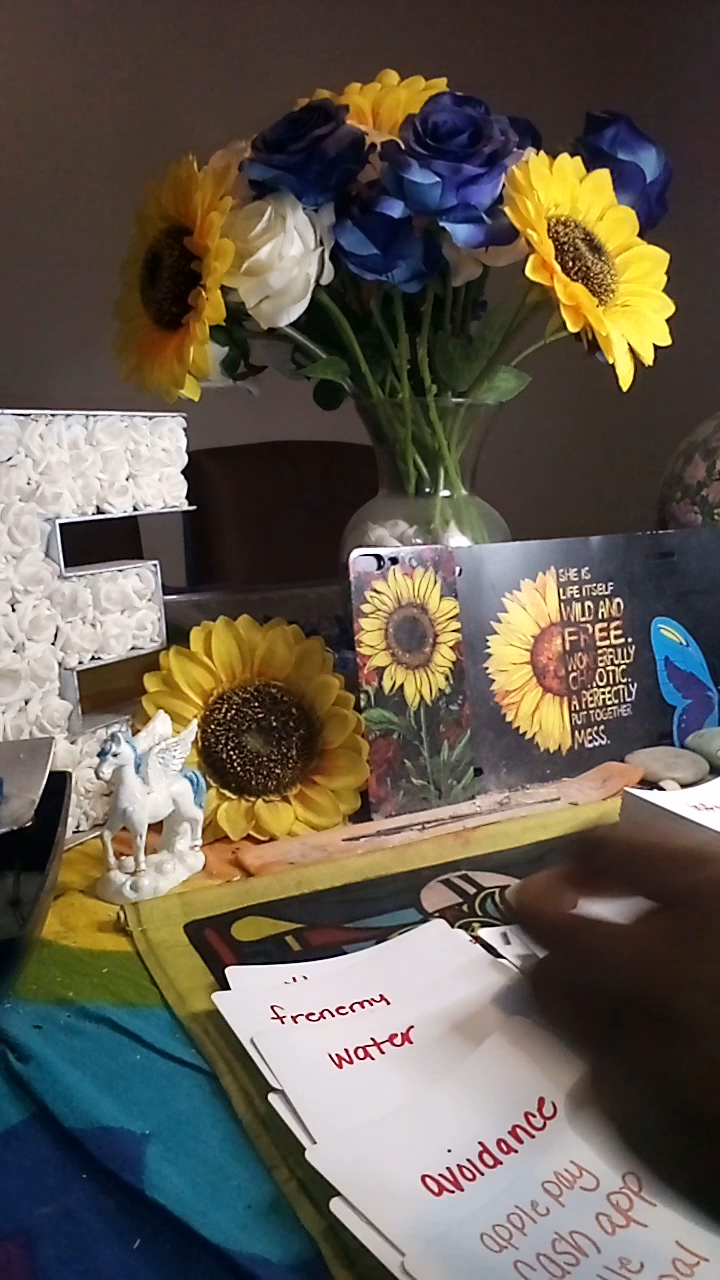 E
SHE IS
LIFE ITSELF
WILD AND
FREE.
WONDERFULLY
CHAOTIC.
A PERFECTLY
PUT TOGETHER
MESS.
frenemy
water
avoidance
apple pay
Cash app